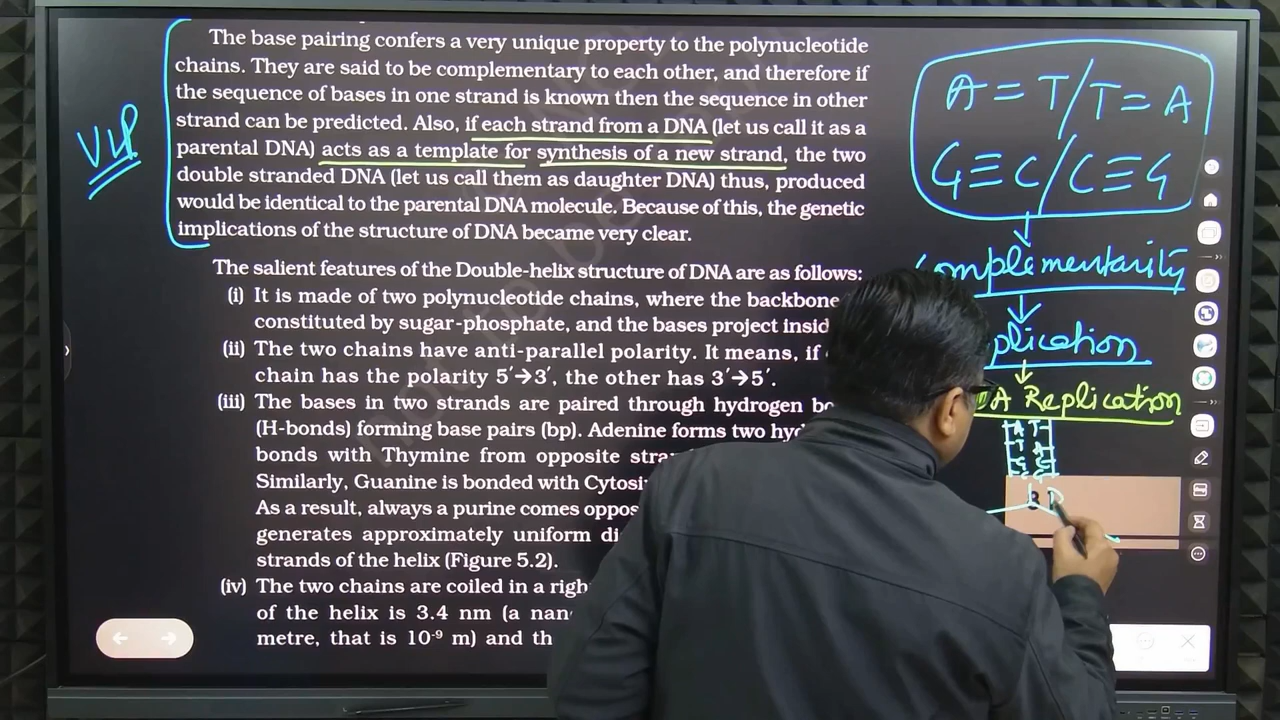 The base pairing confers a very unique property to the polynucleotide
chains. They are said to be complementary to each other, and therefore if
the sequence of bases in one strand is known then the sequence in other
strand can be predicted. Also, if each strand from a DNA (let us call it as a
parental DNA) acts as a template for synthesis of a new strand, the two
double stranded DNA (let us call them as daughter DNA) thus, produced
would be identical to the parental DNA molecule. Because of this, the genetic
implications of the structure of DNA became very clear.
The salient features of the Double-helix structure of DNA are as follows:
(i) It is made of two polynucleotide chains, where the backbone
constituted by sugar-phosphate, and the bases project insid
(ii) The two chains have anti-parallel polarity. It means, if
chain has the polarity 5′→3′, the other has 3′→5′.
(iii) The bases in two strands are paired through hydrogen bo
(H-bonds) forming base pairs (bp). Adenine forms two hyd
bonds with Thymine from opposite stra
Similarly, Guanine is bonded with Cytosi
As a result, always a purine comes oppos
generates approximately uniform di
strands of the helix (Figure 5.2).
(iv) The two chains are coiled in a righ
of the helix is 3.4 nm (a nan
metre, that is 10⁻⁹ m) and th
V.I.P.
A = T / T = A
G ≡ C / C ≡ G
omplementarity
plication
A Replication
A T
T A